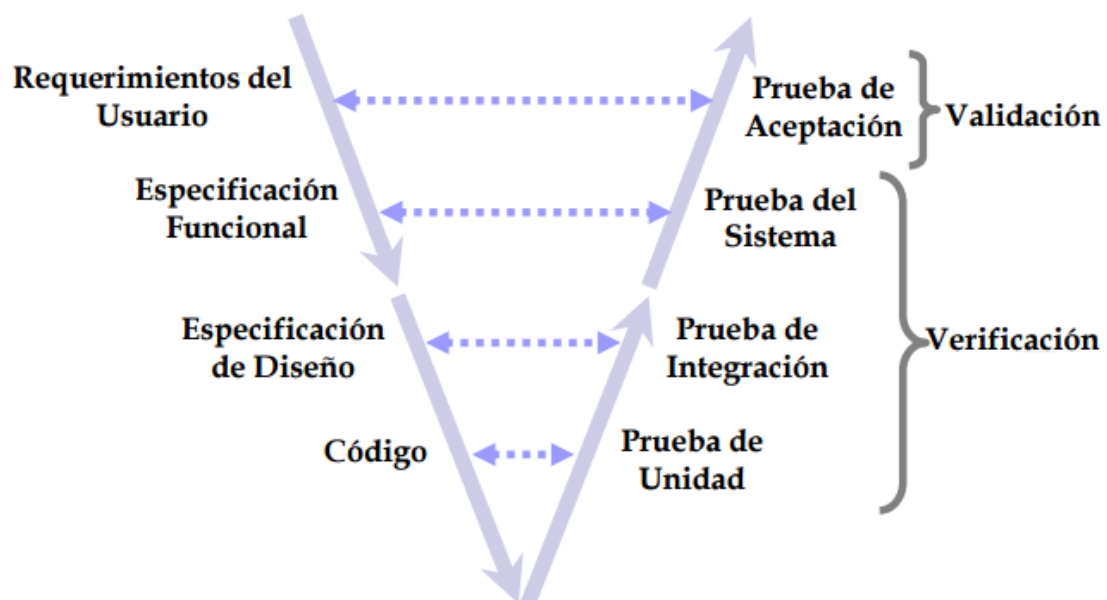 Requerimientos del
Usuario
Prueba de
Aceptación
Validación
Especificación
Funcional
Prueba del
Sistema
Especificación
de Diseño
Prueba de
Integración
Verificación
Código
Prueba de
Unidad